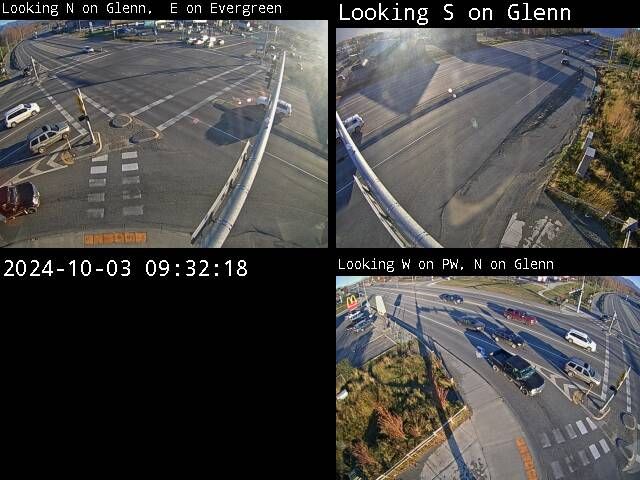 Looking N on Glenn,  E on Evergreen
Looking S on Glenn
2024-10-03 09:32:18
Looking W on PW, N on Glenn